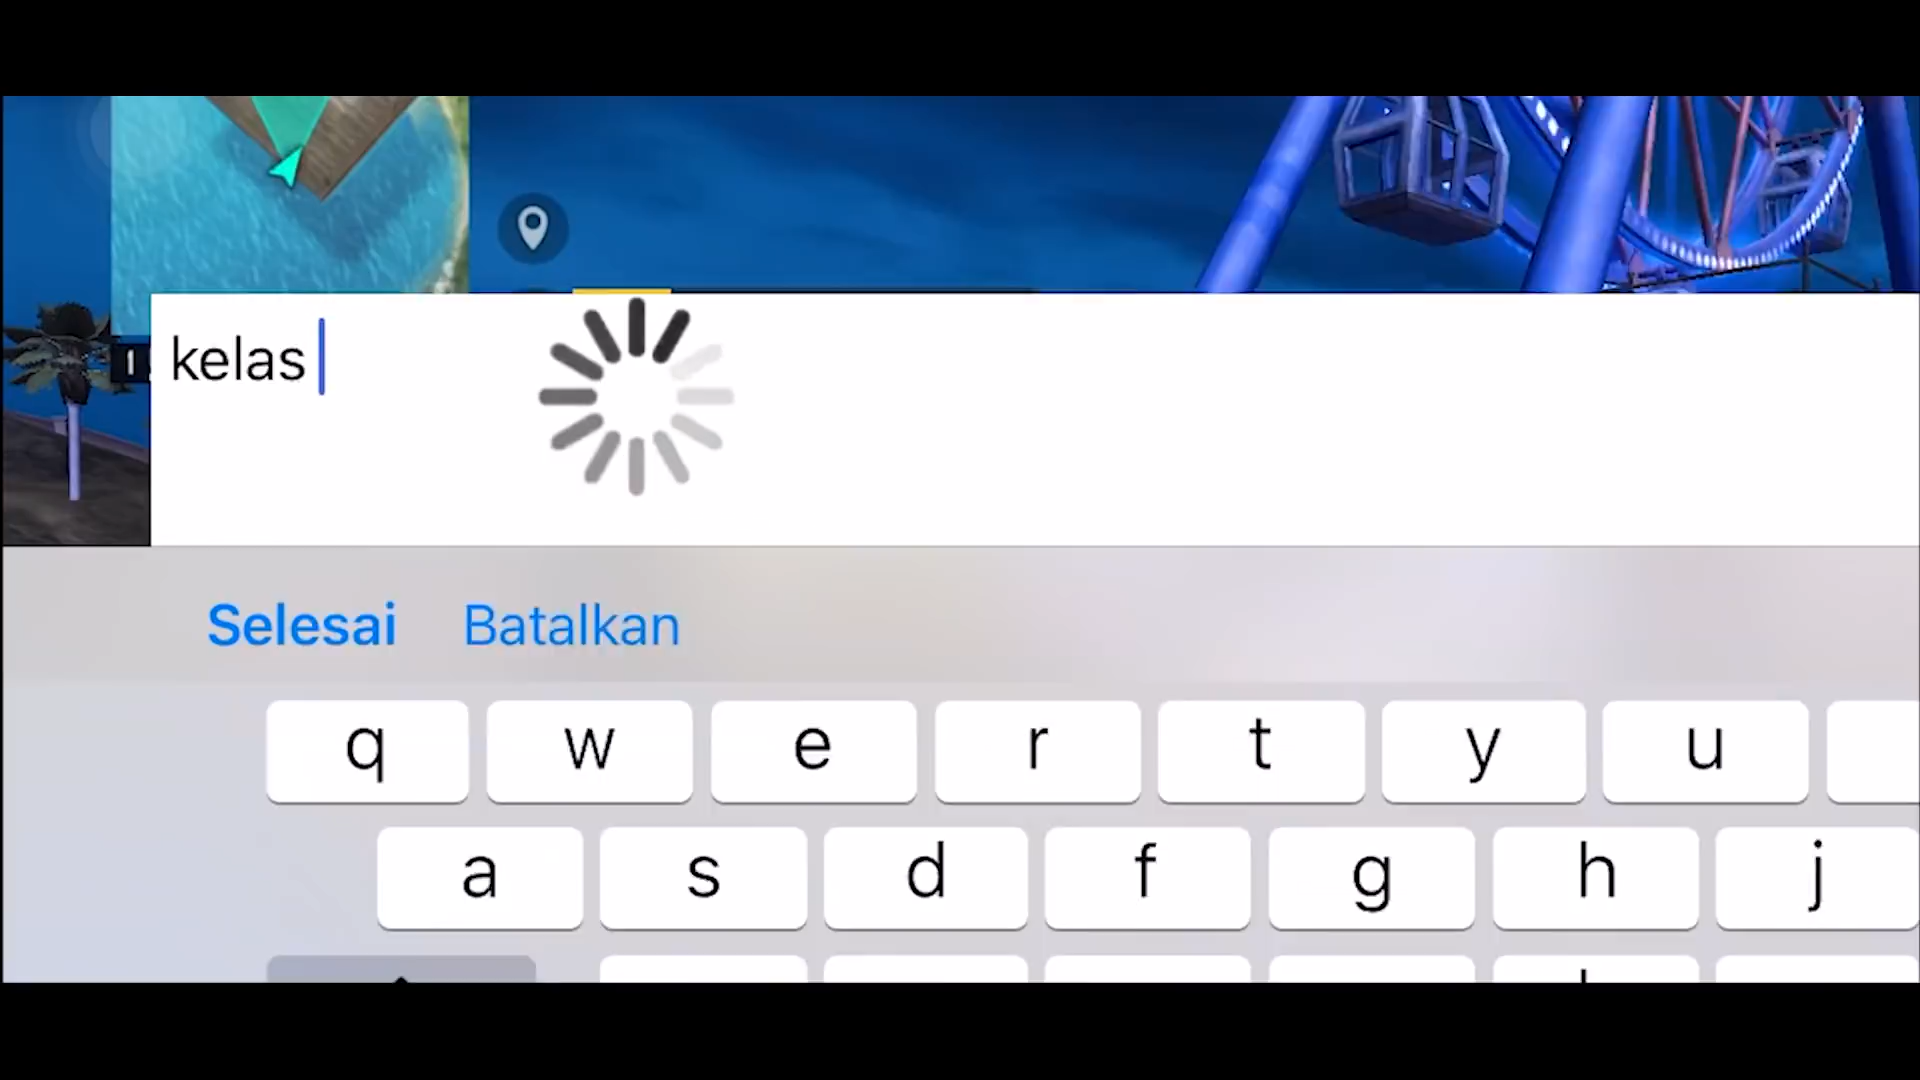 kelas
Selesai Batalkan
q w e r t y u
a s d f g h j